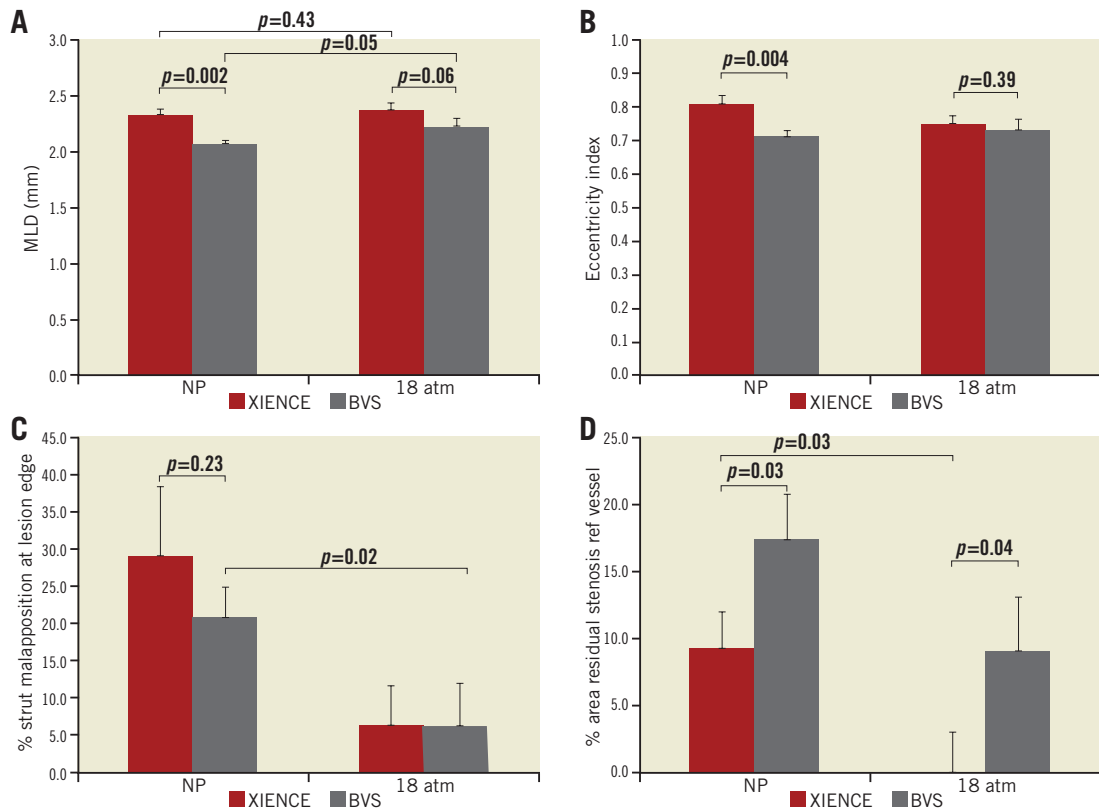 A
p=0.43
p=0.05
p=0.002
p=0.06
MLD (mm)
3.0
2.5
2.0
1.5
1.0
0.5
0.0
NP
18 atm
XIENCE BVS
B
p=0.004
p=0.39
Eccentricity index
1.0
0.9
0.8
0.7
0.6
0.5
0.4
0.3
0.2
0.1
0.0
NP
18 atm
XIENCE BVS
C
p=0.23
p=0.02
% strut malapposition at lesion edge
45.0
40.0
35.0
30.0
25.0
20.0
15.0
10.0
5.0
0.0
NP
18 atm
XIENCE BVS
D
p=0.03
p=0.03
p=0.04
% area residual stenosis ref vessel
25.0
20.0
15.0
10.0
5.0
0.0
NP
18 atm
XIENCE BVS